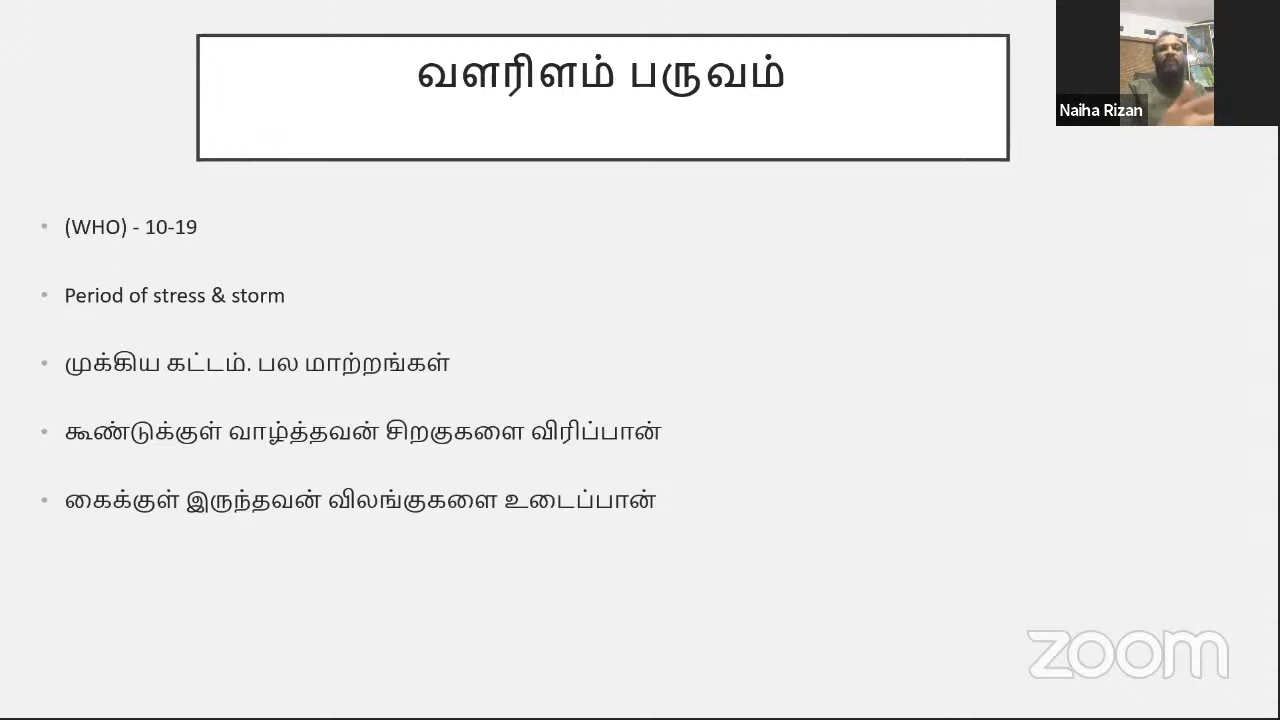 வளரிளம் பருவம்
Naiha Rizan
(WHO) - 10-19
Period of stress & storm
முக்கிய கட்டம். பல மாற்றங்கள்
கூண்டுக்குள் வாழ்த்தவன் சிறகுகளை விரிப்பான்
கைக்குள் இருந்தவன் விலங்குகளை உடைப்பான்
zoom